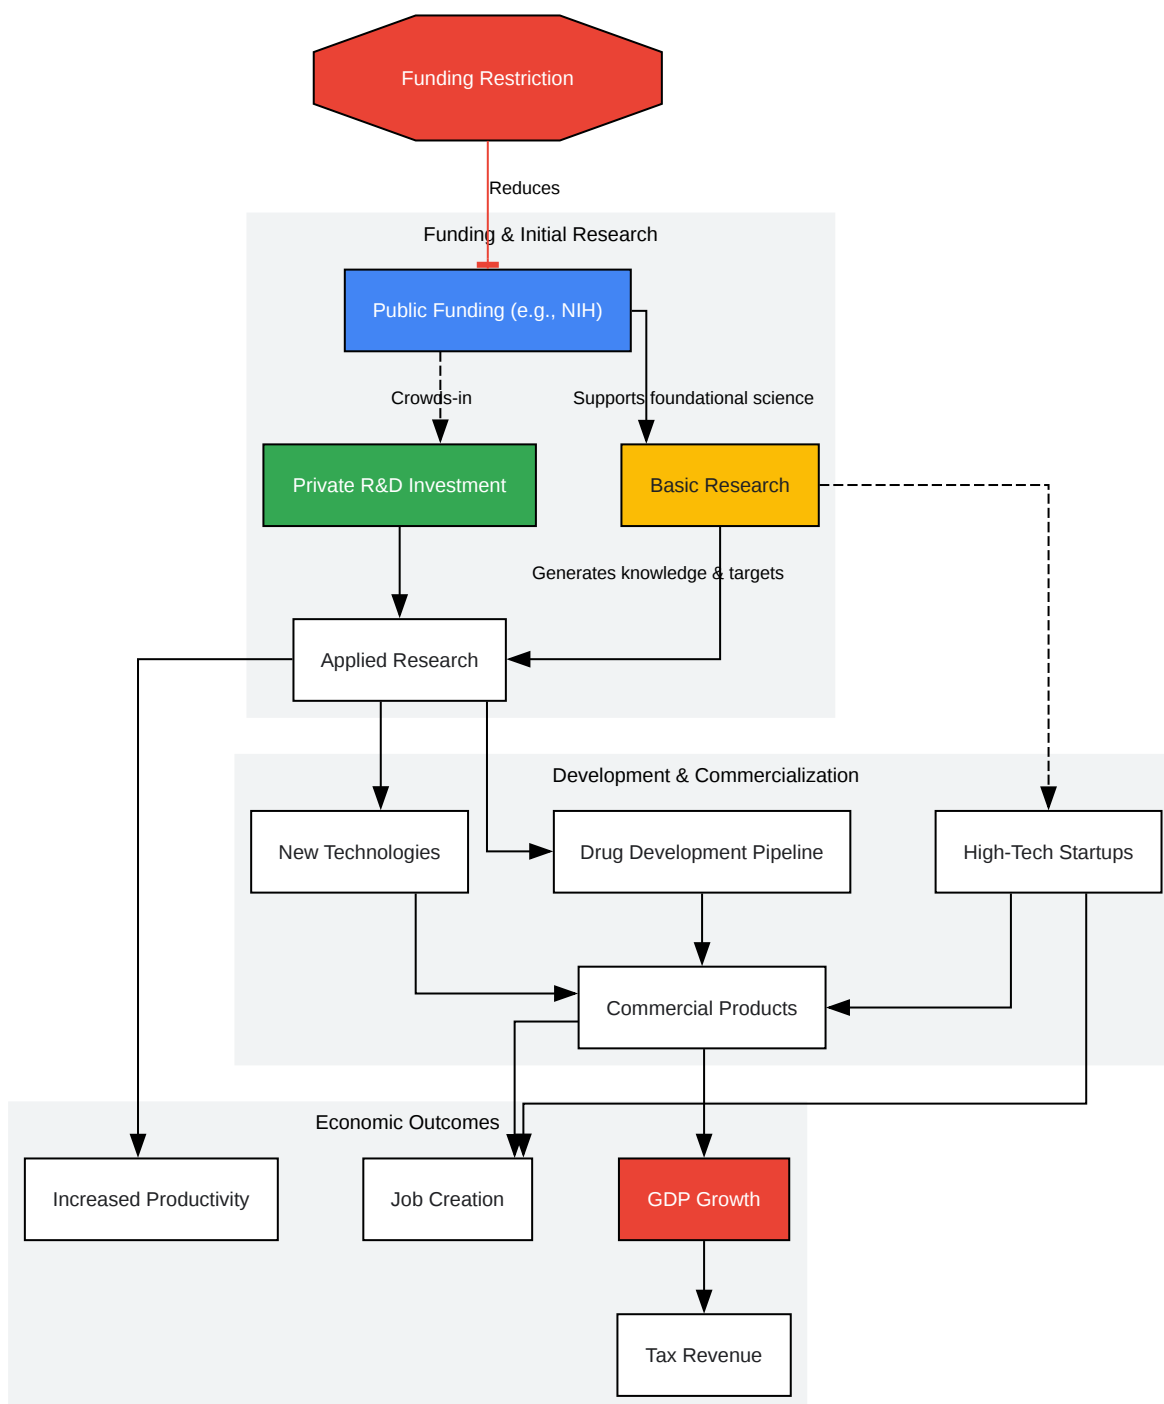 Funding Restriction
Reduces
Funding & Initial Research
Public Funding (e.g., NIH)
Crowds-in
Supports foundational science
Private R&D Investment
Basic Research
Generates knowledge & targets
Applied Research
Development & Commercialization
New Technologies
Drug Development Pipeline
High-Tech Startups
Commercial Products
Economic Outcomes
Increased Productivity
Job Creation
GDP Growth
Tax Revenue